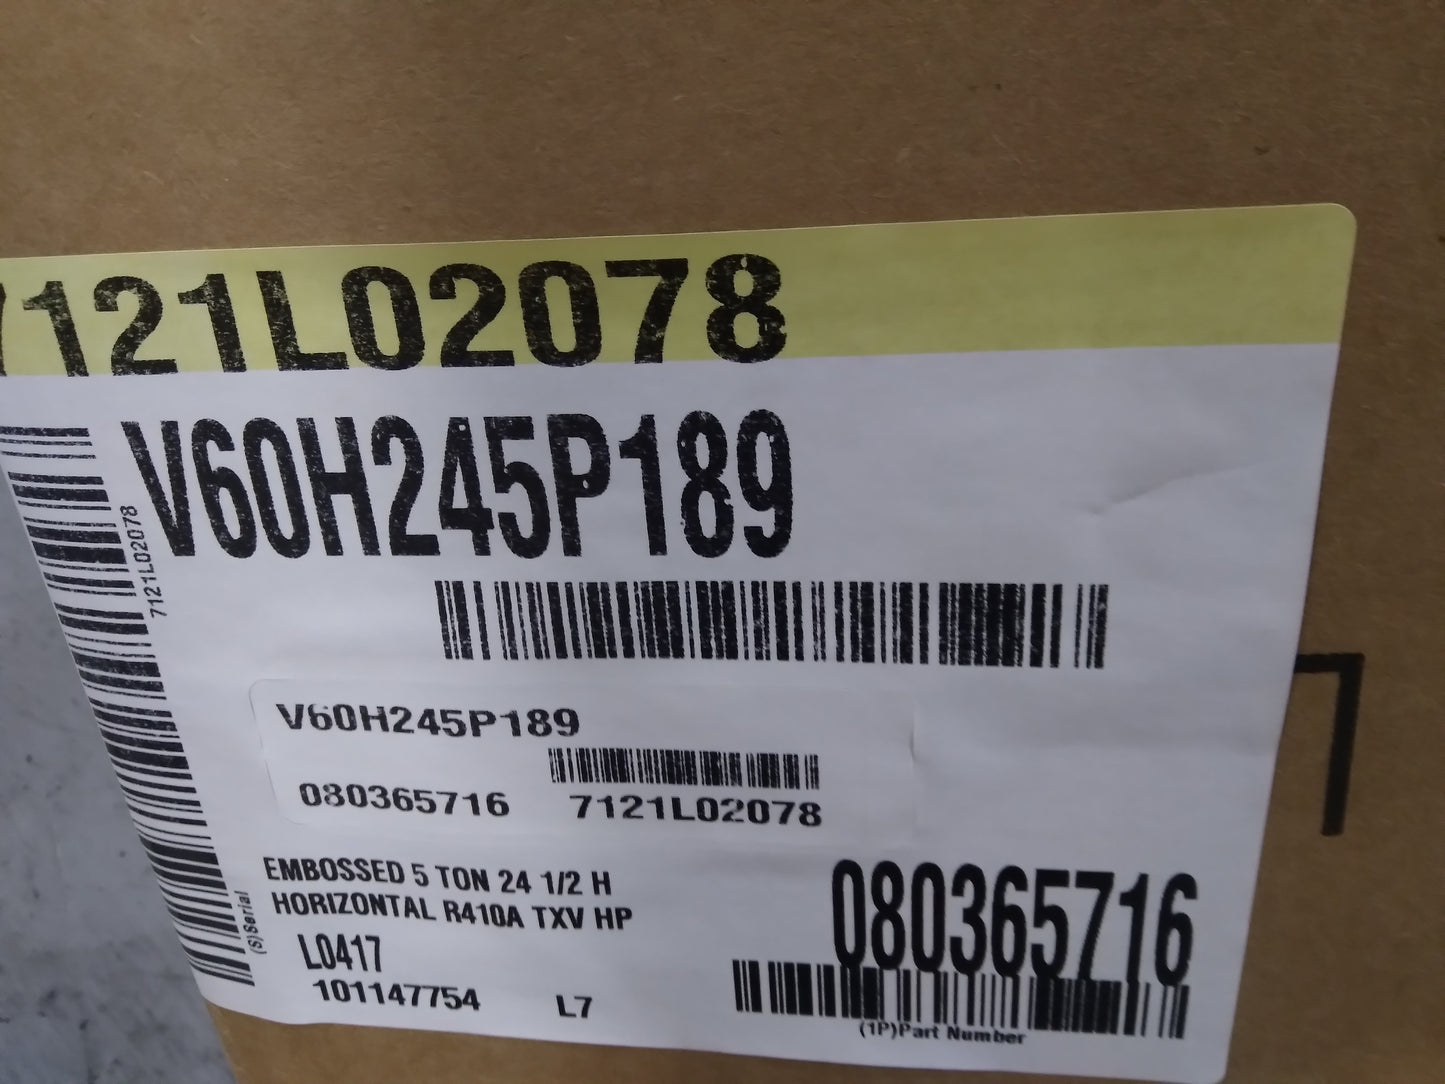 7121L02078
V60H245P189
7121L02078
V60H245P189
080365716 7121L02078
EMBOSSED 5 TON 24 1/2 H
HORIZONTAL R410A TXV HP
L0417
101147754 L7
(S)Serial
080365716
(1P)Part Number